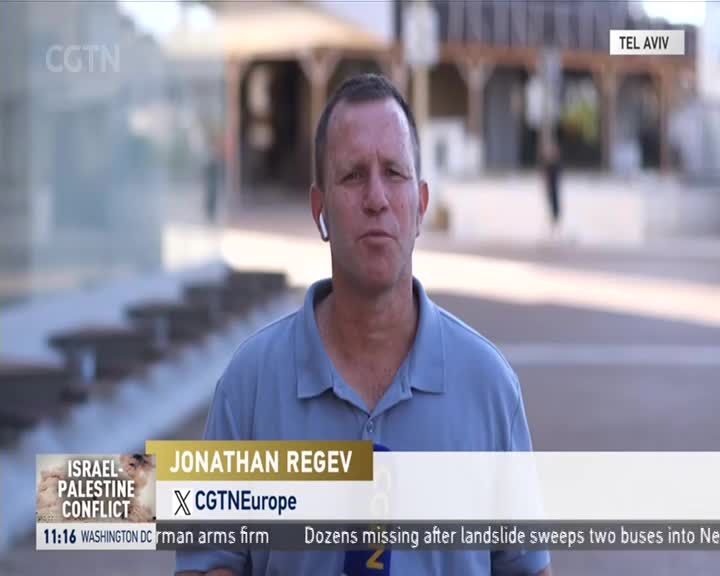 CGTN
TEL AVIV
JONATHAN REGEV
ISRAEL-
PALESTINE
CONFLICT
X CGTNEurope
11:16 WASHINGTON DC
rman arms firm Dozens missing after landslide sweeps two buses into Ne